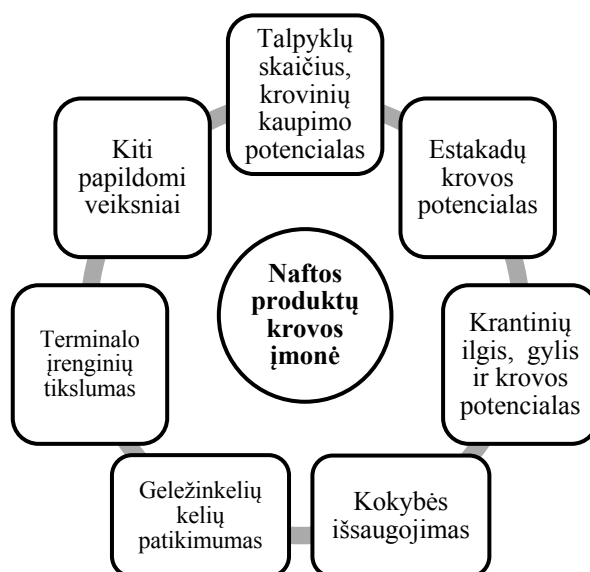 Talpyklų
skaičius,
krovinių
kaupimo
potencialas
Estakadų
krovos
potencialas
Krantinių
ilgis, gylis
ir krovos
potencialas
Kokybės
išsaugojimas
Geležinkelių
kelių
patikimumas
Terminalo
įrenginių
tikslumas
Kiti
papildomi
veiksniai
Naftos
produktų
krovos
įmonė